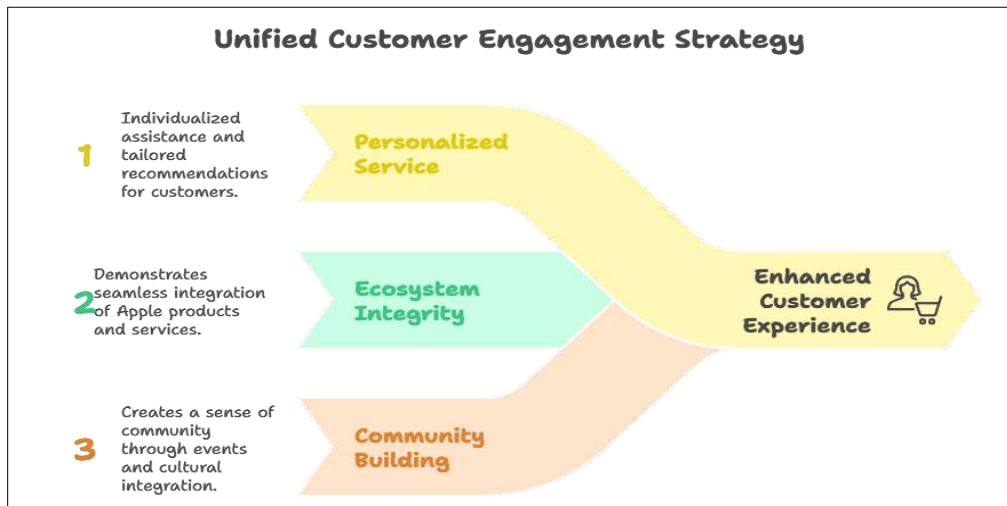 Unified Customer Engagement Strategy
1
Individualized
assistance and
tailored
recommendations
for customers.
Personalized
Service
2
Demonstrates
seamless integration
of Apple products
and services.
Ecosystem
Integrity
Enhanced
Customer
Experience
3
Creates a sense of
community
through events
and cultural
integration.
Community
Building